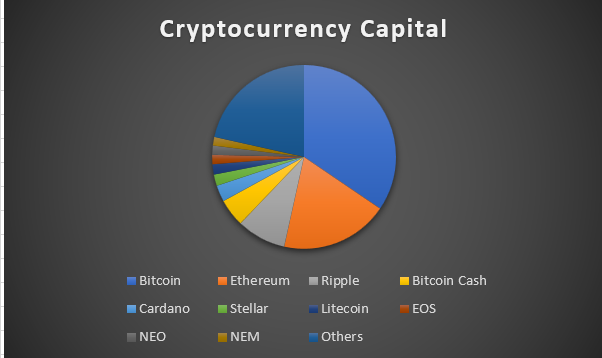 Cryptocurrency Capital
Bitcoin Ethereum Ripple Bitcoin Cash
Cardano Stellar Litecoin EOS
NEO NEM Others